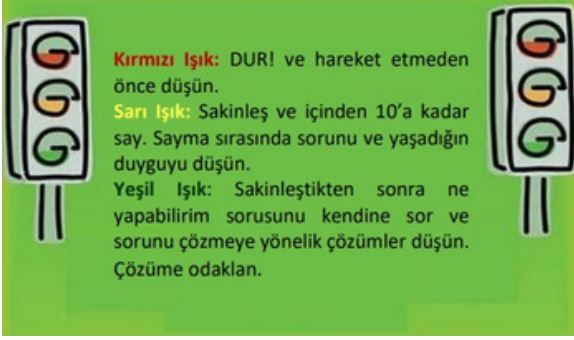 Kırmızı Işık: DUR! ve hareket etmeden
önce düşün.
Sarı Işık: Sakinleş ve içinden 10'a kadar
say. Sayma sırasında sorunu ve yaşadığın
duyguyu düşün.
Yeşil Işık: Sakinleştikten sonra ne
yapabilirim sorusunu kendine sor ve
sorunu çözmeye yönelik çözümler düşün.
Çözüme odaklan.